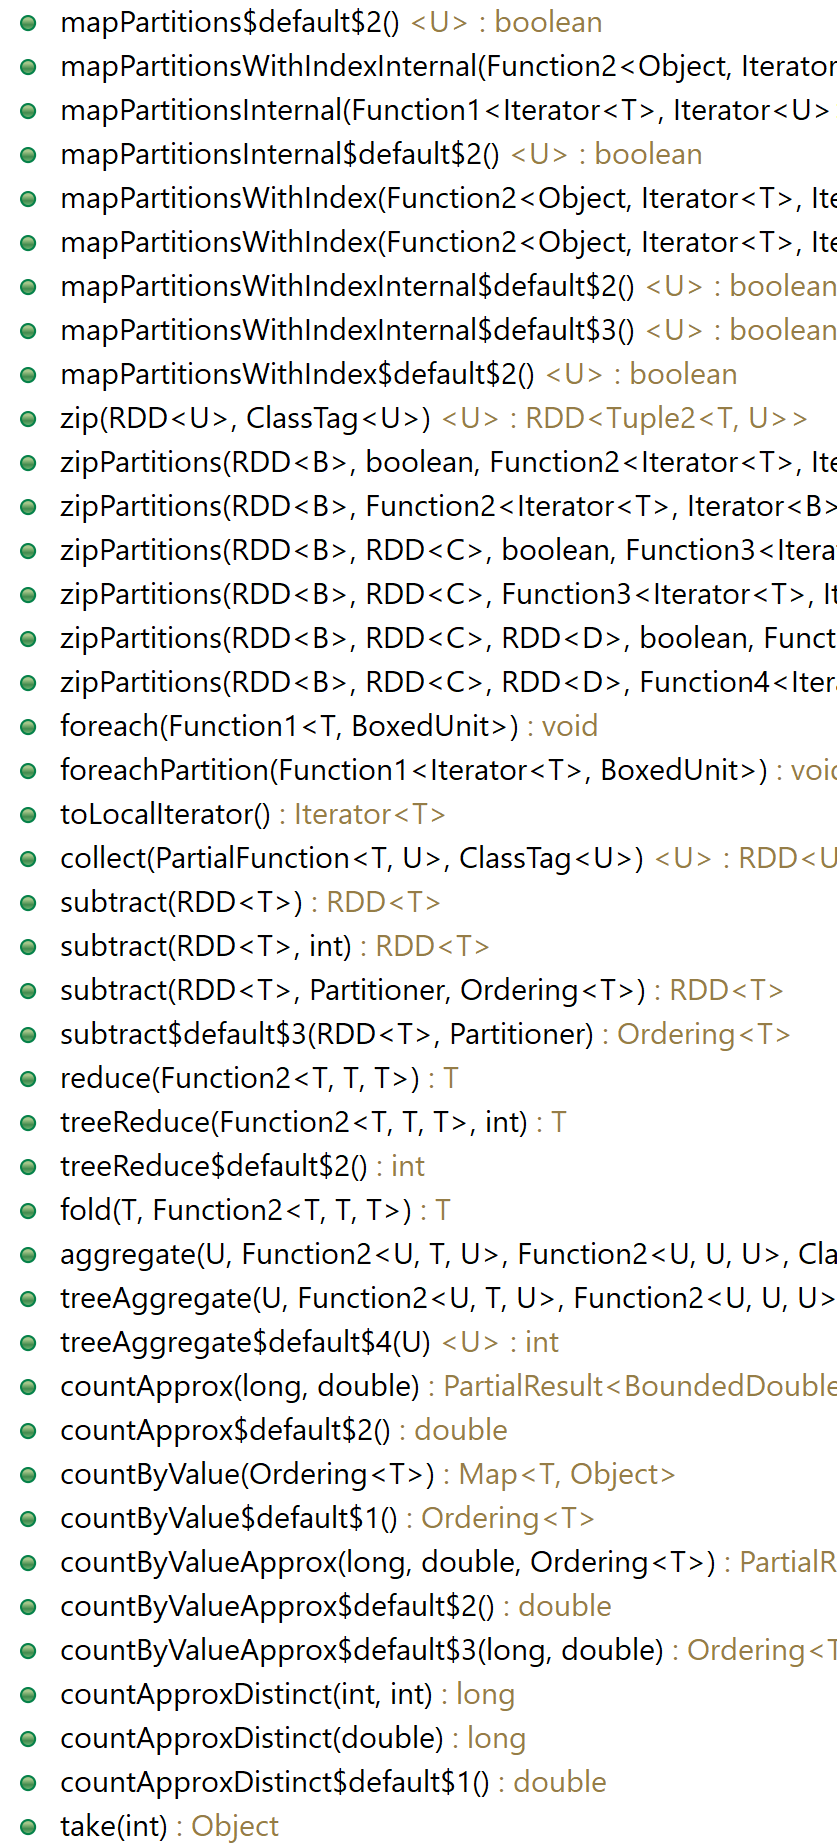 mapPartitions$default$2() <U> : boolean
mapPartitionsWithIndexInternal(Function2<Object, Iterator
mapPartitionsInternal(Function1<Iterator<T>, Iterator<U>
mapPartitionsInternal$default$2() <U> : boolean
mapPartitionsWithIndex(Function2<Object, Iterator<T>, Ite
mapPartitionsWithIndex(Function2<Object, Iterator<T>, Ite
mapPartitionsWithIndexInternal$default$2() <U> : boolean
mapPartitionsWithIndexInternal$default$3() <U> : boolean
mapPartitionsWithIndex$default$2() <U> : boolean
zip(RDD<U>, ClassTag<U>) <U> : RDD<Tuple2<T, U>>
zipPartitions(RDD<B>, boolean, Function2<Iterator<T>, Ite
zipPartitions(RDD<B>, Function2<Iterator<T>, Iterator<B>
zipPartitions(RDD<B>, RDD<C>, boolean, Function3<Itera
zipPartitions(RDD<B>, RDD<C>, Function3<Iterator<T>, It
zipPartitions(RDD<B>, RDD<C>, RDD<D>, boolean, Funct
zipPartitions(RDD<B>, RDD<C>, RDD<D>, Function4<Iter
foreach(Function1<T, BoxedUnit>) : void
foreachPartition(Function1<Iterator<T>, BoxedUnit>) : void
toLocalIterator() : Iterator<T>
collect(PartialFunction<T, U>, ClassTag<U>) <U> : RDD<U
subtract(RDD<T>) : RDD<T>
subtract(RDD<T>, int) : RDD<T>
subtract(RDD<T>, Partitioner, Ordering<T>) : RDD<T>
subtract$default$3(RDD<T>, Partitioner) : Ordering<T>
reduce(Function2<T, T, T>) : T
treeReduce(Function2<T, T, T>, int) : T
treeReduce$default$2() : int
fold(T, Function2<T, T, T>) : T
aggregate(U, Function2<U, T, U>, Function2<U, U, U>, Cla
treeAggregate(U, Function2<U, T, U>, Function2<U, U, U>
treeAggregate$default$4(U) <U> : int
countApprox(long, double) : PartialResult<BoundedDouble
countApprox$default$2() : double
countByValue(Ordering<T>) : Map<T, Object>
countByValue$default$1() : Ordering<T>
countByValueApprox(long, double, Ordering<T>) : PartialR
countByValueApprox$default$2() : double
countByValueApprox$default$3(long, double) : Ordering<T
countApproxDistinct(int, int) : long
countApproxDistinct(double) : long
countApproxDistinct$default$1() : double
take(int) : Object